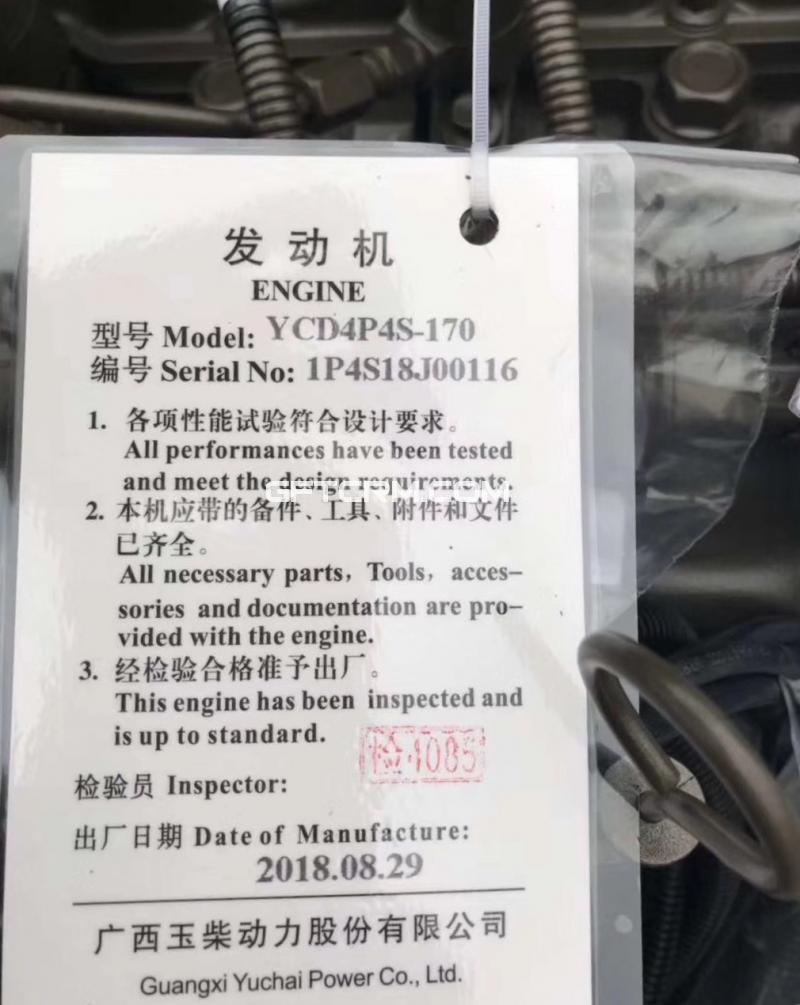 发动机
ENGINE
型号 Model: YCD4P4S-170
编号 Serial No: 1P4S18J00116
1. 各项性能试验符合设计要求。
All performances have been tested
and meet the design requirements.
GFTCRM.COM
2. 本机应带的备件、工具、附件和文件
已齐全。
All necessary parts, Tools, acces-
sories and documentation are pro-
vided with the engine.
3. 经检验合格准予出厂。
This engine has been inspected and
is up to standard.
检验员 Inspector:
检·1085
出厂日期 Date of Manufacture:
2018.08.29
广西玉柴动力股份有限公司
Guangxi Yuchai Power Co., Ltd.